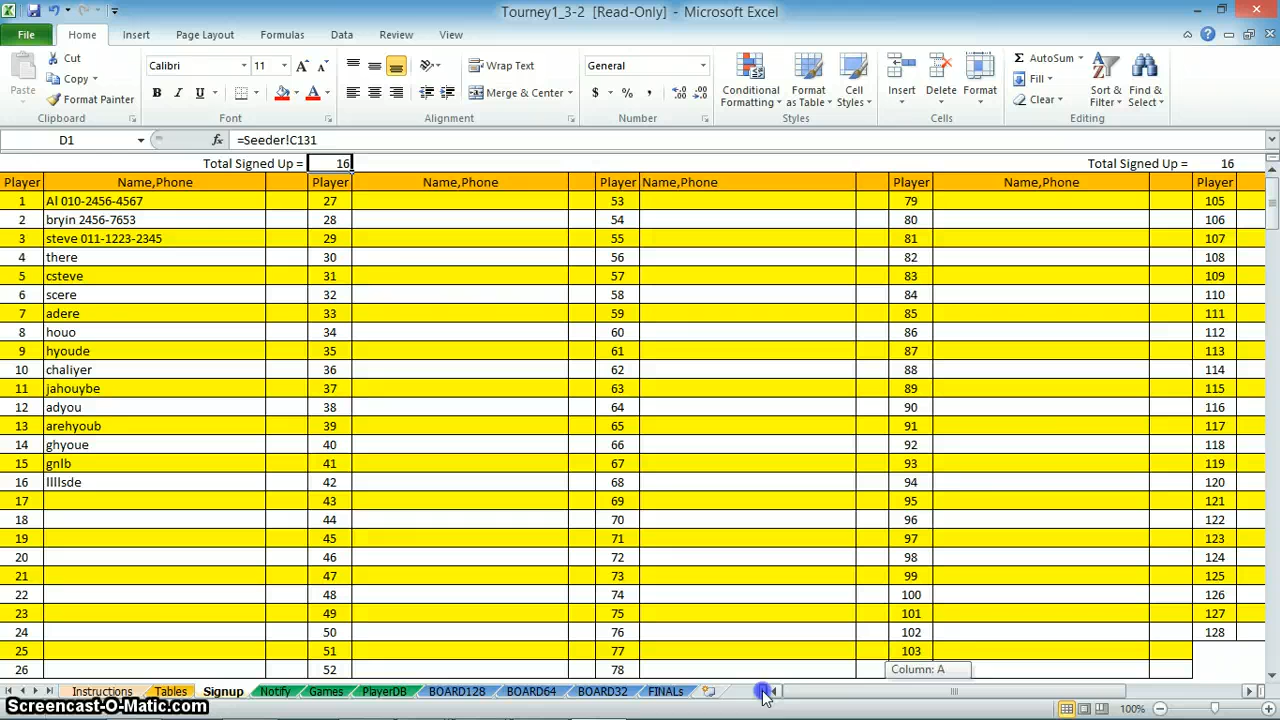 Tourney1_3-2 [Read-Only] - Microsoft Excel
File Home Insert Page Layout Formulas Data Review View
Paste Cut Copy Format Painter Clipboard
Calibri 11 B I U A A A Font
Wrap Text Merge & Center Alignment
General $ % , Number
Conditional Formatting Format as Table Cell Styles Styles
Insert Delete Format Cells
AutoSum Fill Clear Sort & Filter Find & Select Editing
D1 fx =Seeder!C131
Total Signed Up = 16 Total Signed Up = 16
Player Name,Phone Player Name,Phone Player Name,Phone Player Name,Phone Player
1 Al 010-2456-4567 27 53 79 105
2 bryin 2456-7653 28 54 80 106
3 steve 011-1223-2345 29 55 81 107
4 there 30 56 82 108
5 csteve 31 57 83 109
6 scere 32 58 84 110
7 adere 33 59 85 111
8 houo 34 60 86 112
9 hyoude 35 61 87 113
10 chaliyer 36 62 88 114
11 jahouybe 37 63 89 115
12 adyou 38 64 90 116
13 arehyoub 39 65 91 117
14 ghyoue 40 66 92 118
15 gnlb 41 67 93 119
16 llllsde 42 68 94 120
17 43 69 95 121
18 44 70 96 122
19 45 71 97 123
20 46 72 98 124
21 47 73 99 125
22 48 74 100 126
23 49 75 101 127
24 50 76 102 128
25 51 77 103
26 52 78 Column: A
Instructions Tables Signup Notify Games PlayerDB BOARD128 BOARD64 BOARD32 FINALs
Screencast-O-Matic.com 100%